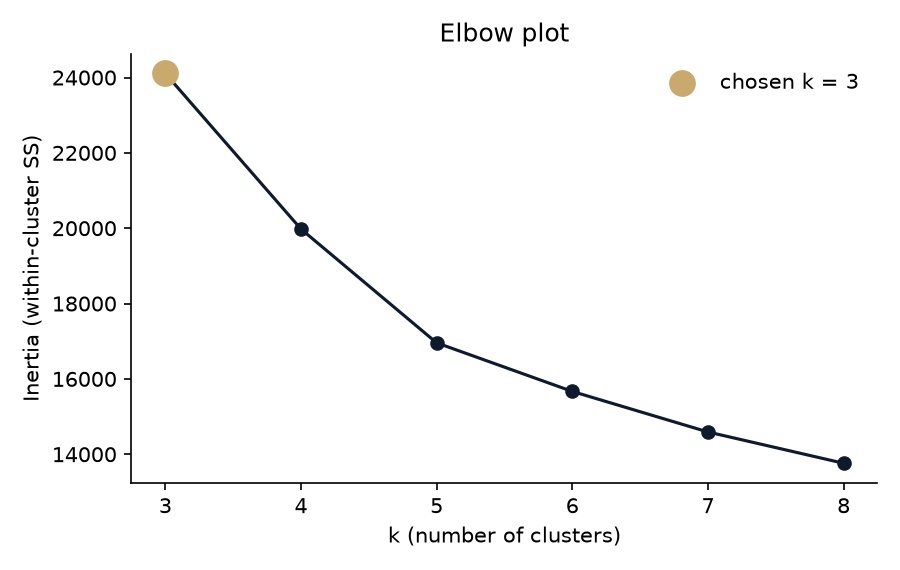 Elbow plot
chosen k = 3
Inertia (within-cluster SS)
24000
22000
20000
18000
16000
14000
3 4 5 6 7 8
k (number of clusters)